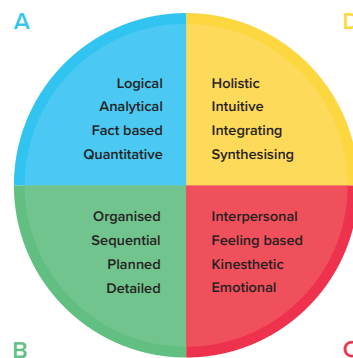 A
D
Logical
Analytical
Fact based
Quantitative
Holistic
Intuitive
Integrating
Synthesising
Organised
Sequential
Planned
Detailed
Interpersonal
Feeling based
Kinesthetic
Emotional
B
C